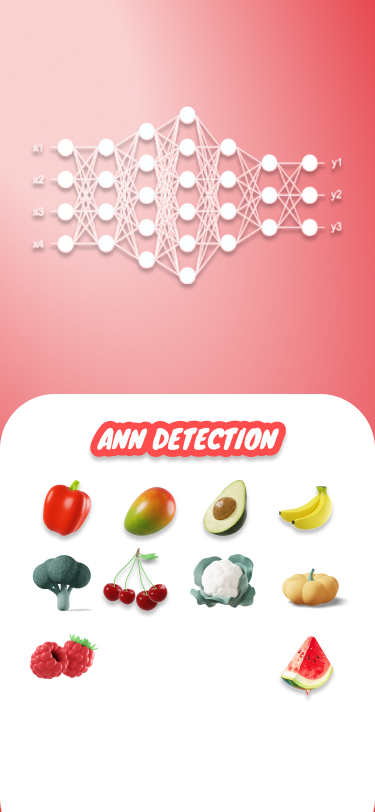 x1
y1
x2
y2
x3
y3
x4
ANN DETECTION